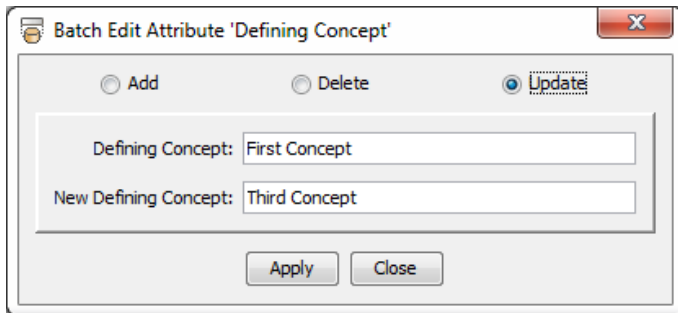 Batch Edit Attribute 'Defining Concept'
Add Delete Update
Defining Concept: First Concept
New Defining Concept: Third Concept
Apply Close